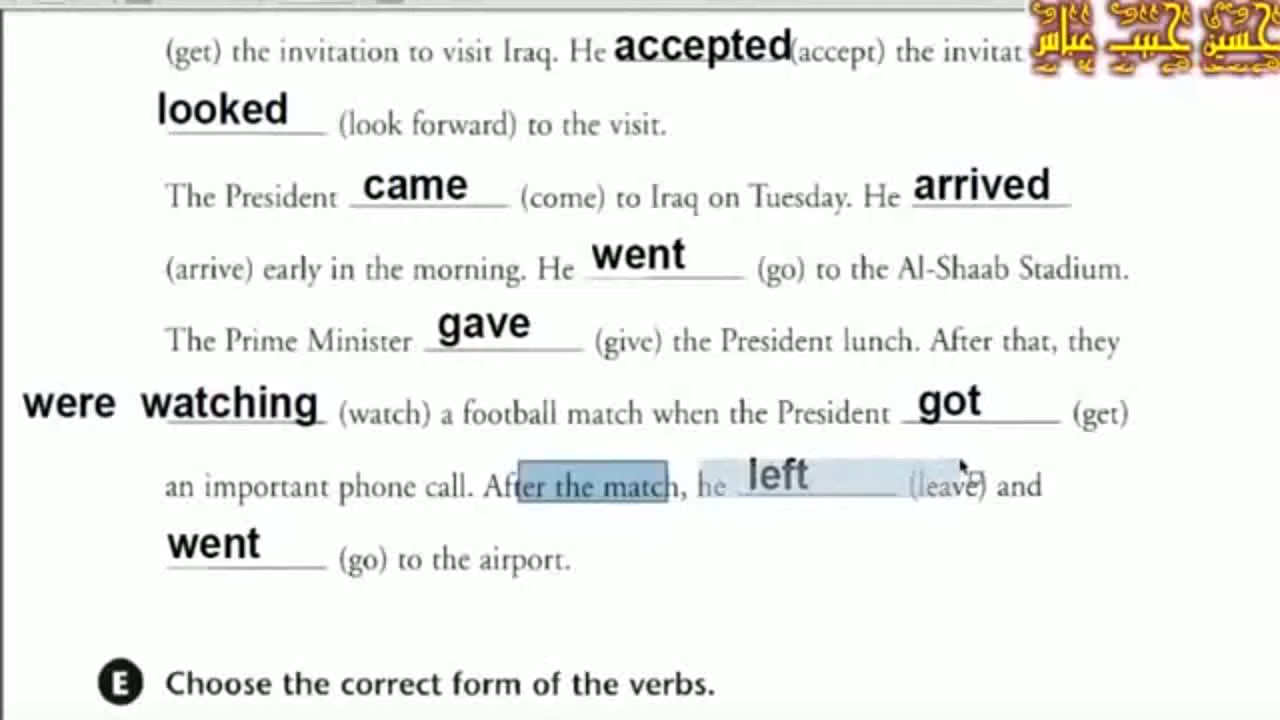 حسين حبيب عباس
(get) the invitation to visit Iraq. He accepted (accept) the invitat
looked (look forward) to the visit.
The President came (come) to Iraq on Tuesday. He arrived
(arrive) early in the morning. He went (go) to the Al-Shaab Stadium.
The Prime Minister gave (give) the President lunch. After that, they
were watching (watch) a football match when the President got (get)
an important phone call. After the match, he left (leave) and
went (go) to the airport.
E Choose the correct form of the verbs.